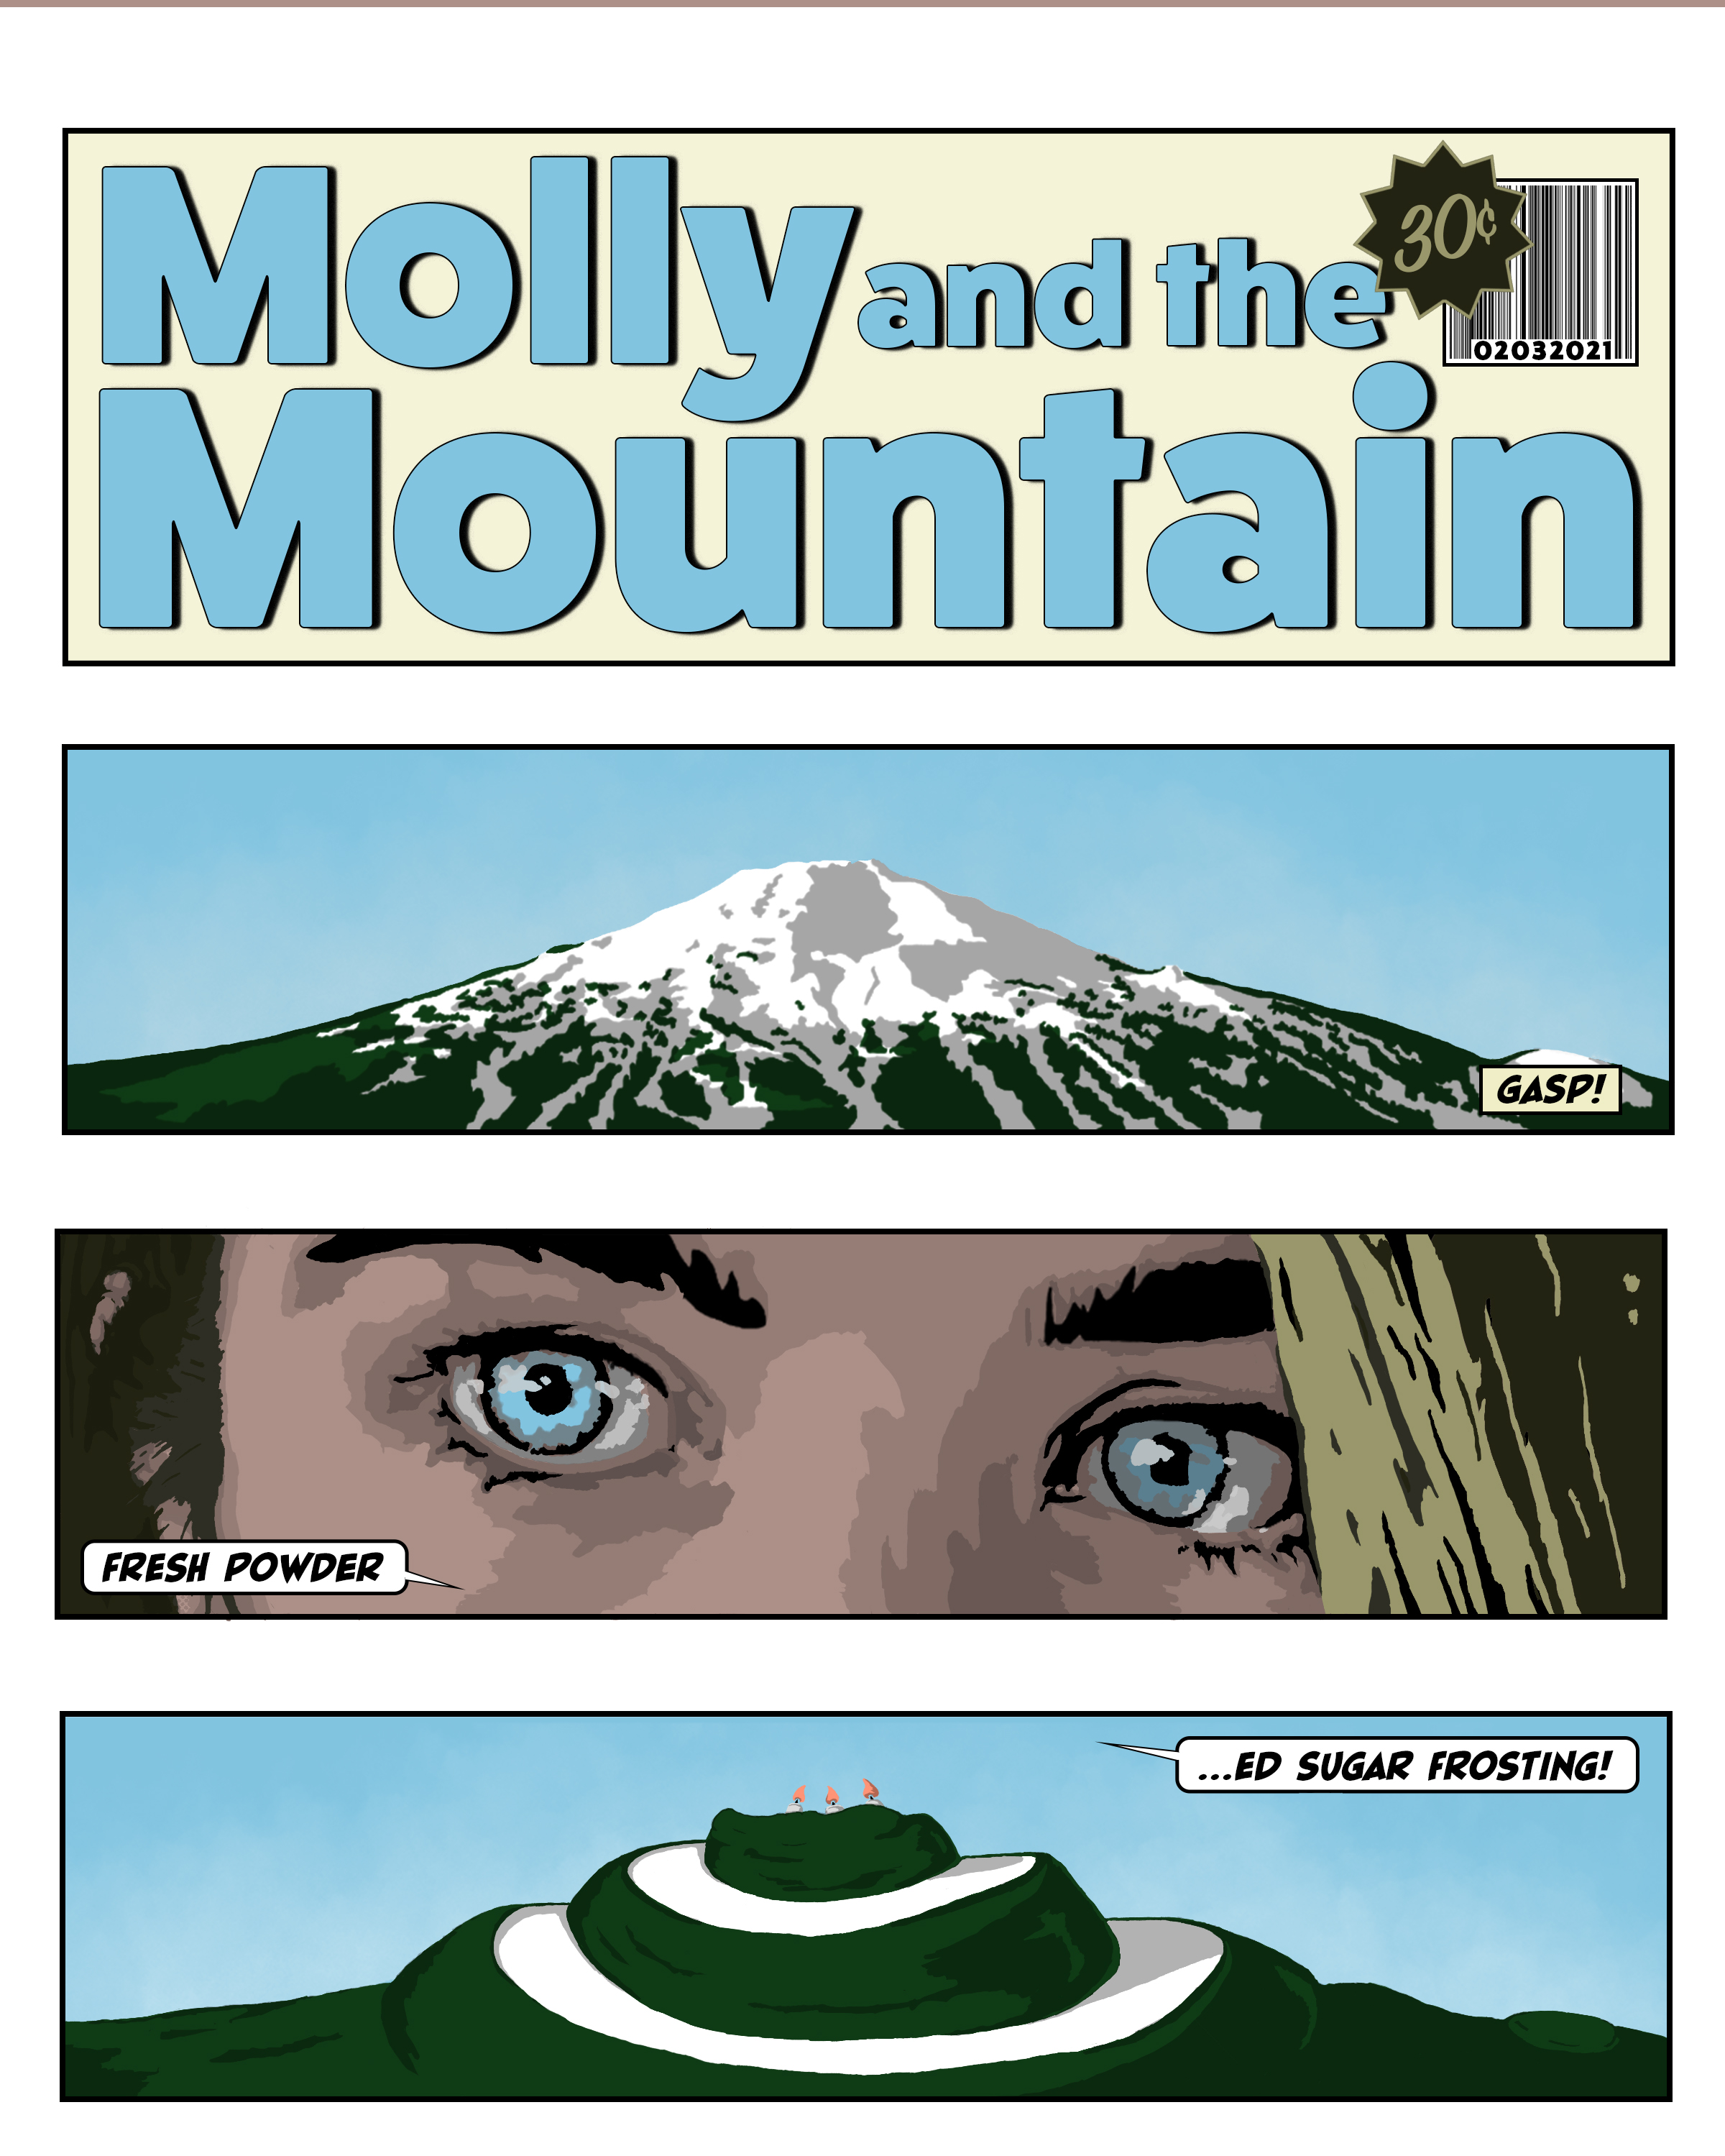 Molly and the
30¢
02032021
Mountain
GASP!
FRESH POWDER
...ED SUGAR FROSTING!